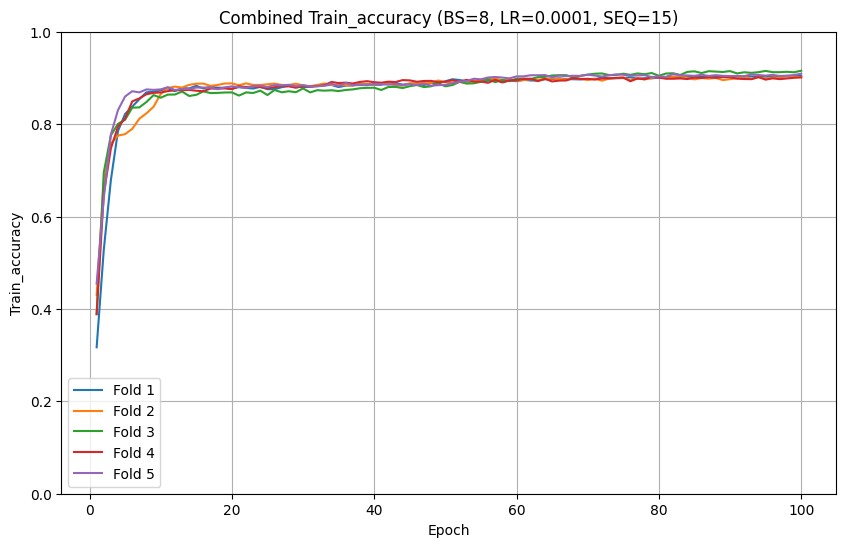 Combined Train_accuracy (BS=8, LR=0.0001, SEQ=15)
Train_accuracy
1.0
0.8
0.6
0.4
0.2
0.0
Fold 1
Fold 2
Fold 3
Fold 4
Fold 5
0
20
40
60
80
100
Epoch